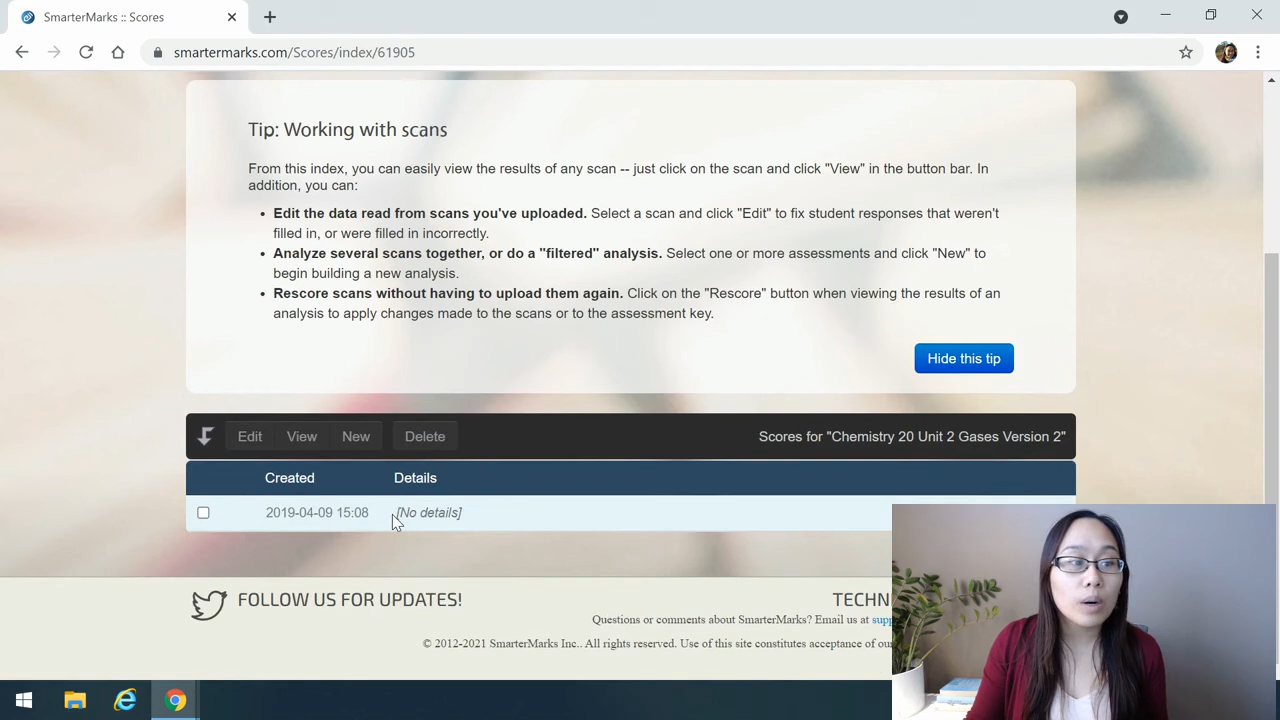 SmarterMarks :: Scores
smartermarks.com/Scores/index/61905
Tip: Working with scans
From this index, you can easily view the results of any scan -- just click on the scan and click "View" in the button bar. In
addition, you can:
• Edit the data read from scans you've uploaded. Select a scan and click "Edit" to fix student responses that weren't
filled in, or were filled in incorrectly.
• Analyze several scans together, or do a "filtered" analysis. Select one or more assessments and click "New" to
begin building a new analysis.
• Rescore scans without having to upload them again. Click on the "Rescore" button when viewing the results of an
analysis to apply changes made to the scans or to the assessment key.
Hide this tip
Edit View New Delete Scores for "Chemistry 20 Unit 2 Gases Version 2"
Created Details
2019-04-09 15:08 [No details]
FOLLOW US FOR UPDATES! TECHN
Questions or comments about SmarterMarks? Email us at supp
© 2012-2021 SmarterMarks Inc.. All rights reserved. Use of this site constitutes acceptance of ou